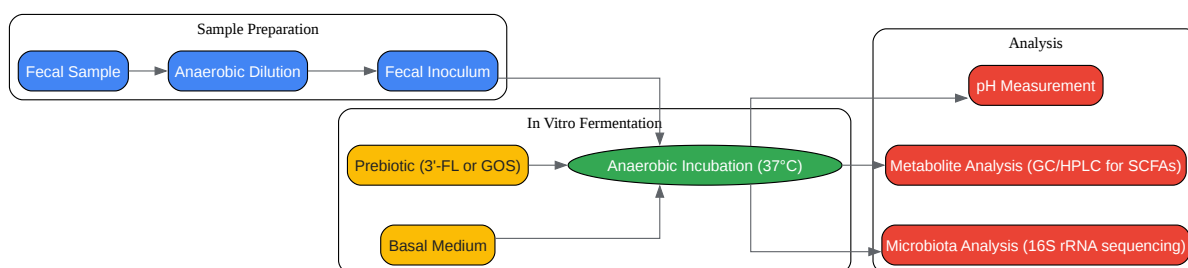 Sample Preparation
Fecal Sample
Anaerobic Dilution
Fecal Inoculum
In Vitro Fermentation
Prebiotic (3'-FL or GOS)
Anaerobic Incubation (37°C)
Basal Medium
Analysis
pH Measurement
Metabolite Analysis (GC/HPLC for SCFAs)
Microbiota Analysis (16S rRNA sequencing)